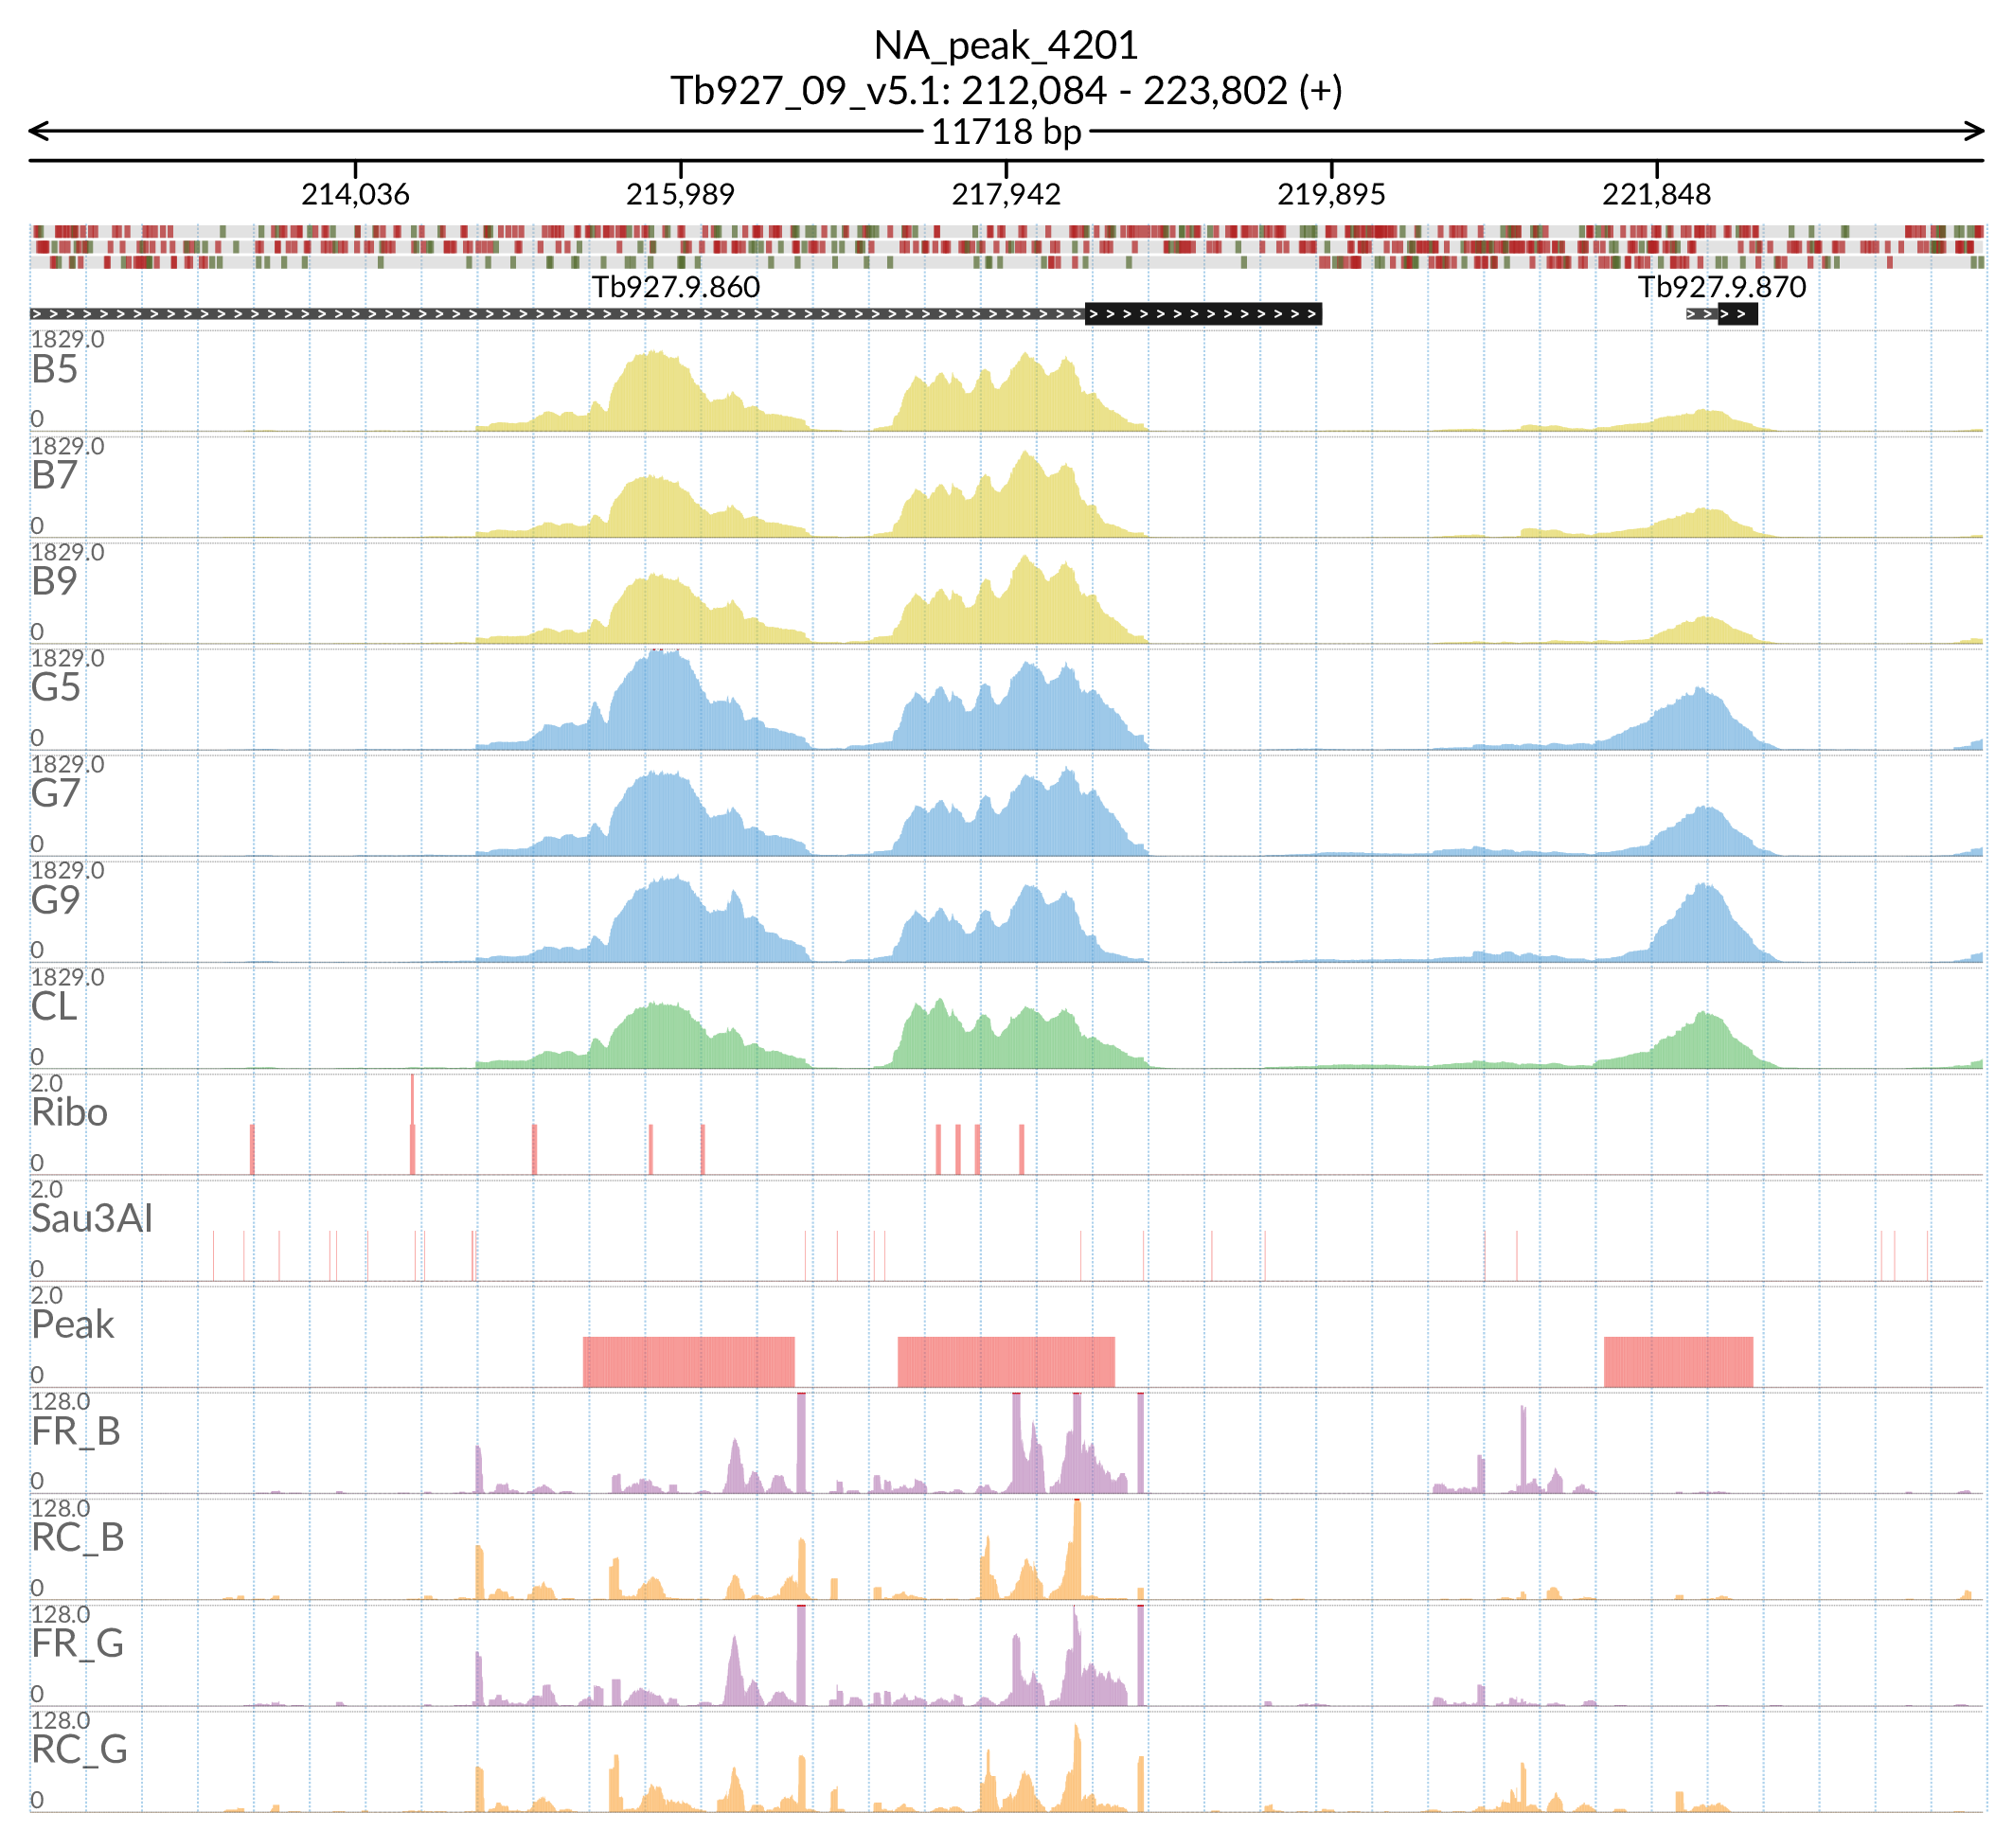 NA_peak_4201
Tb927_09_v5.1: 212,084 - 223,802 (+)
11718 bp
214,036 215,989 217,942 219,895 221,848
Tb927.9.860 Tb927.9.870
1829.0
B5
0
1829.0
B7
0
1829.0
B9
0
1829.0
G5
0
1829.0
G7
0
1829.0
G9
0
1829.0
CL
0
2.0
Ribo
0
2.0
Sau3AI
0
2.0
Peak
0
128.0
FR_B
0
128.0
RC_B
0
128.0
FR_G
0
128.0
RC_G
0